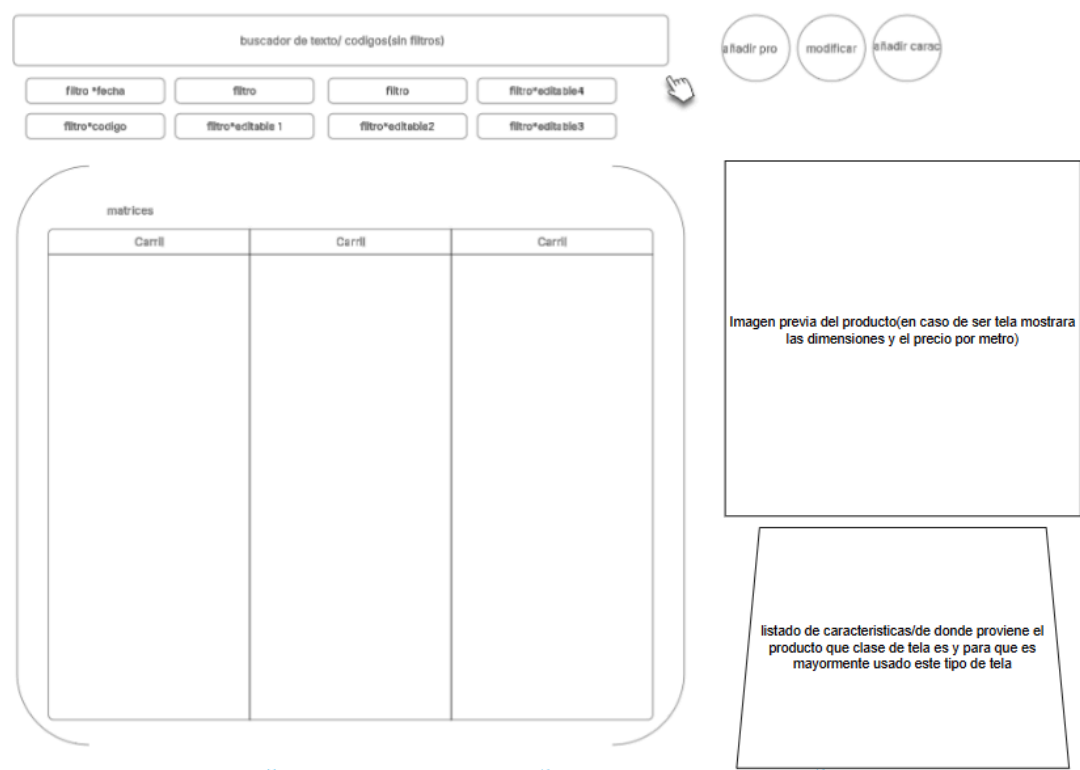 buscador de texto/ codigos(sin filtros)
añadir pro
modificar
añadir carac
filtro *fecha
filtro
filtro
filtro*editable4
filtro*codigo
filtro*editable 1
filtro*editable2
filtro*editable3
matrices
Carril
Carril
Carril
Imagen previa del producto(en caso de ser tela mostrara
las dimensiones y el precio por metro)
listado de caracteristicas/de donde proviene el
producto que clase de tela es y para que es
mayormente usado este tipo de tela